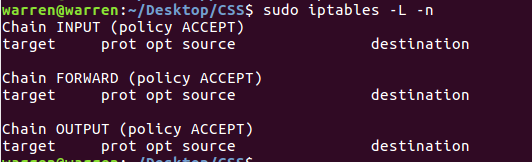 warren@warren:~/Desktop/CSS$ sudo iptables -L -n
Chain INPUT (policy ACCEPT)
target     prot opt source               destination

Chain FORWARD (policy ACCEPT)
target     prot opt source               destination

Chain OUTPUT (policy ACCEPT)
target     prot opt source               destination
warren@warren:~/Desktop/CSS$